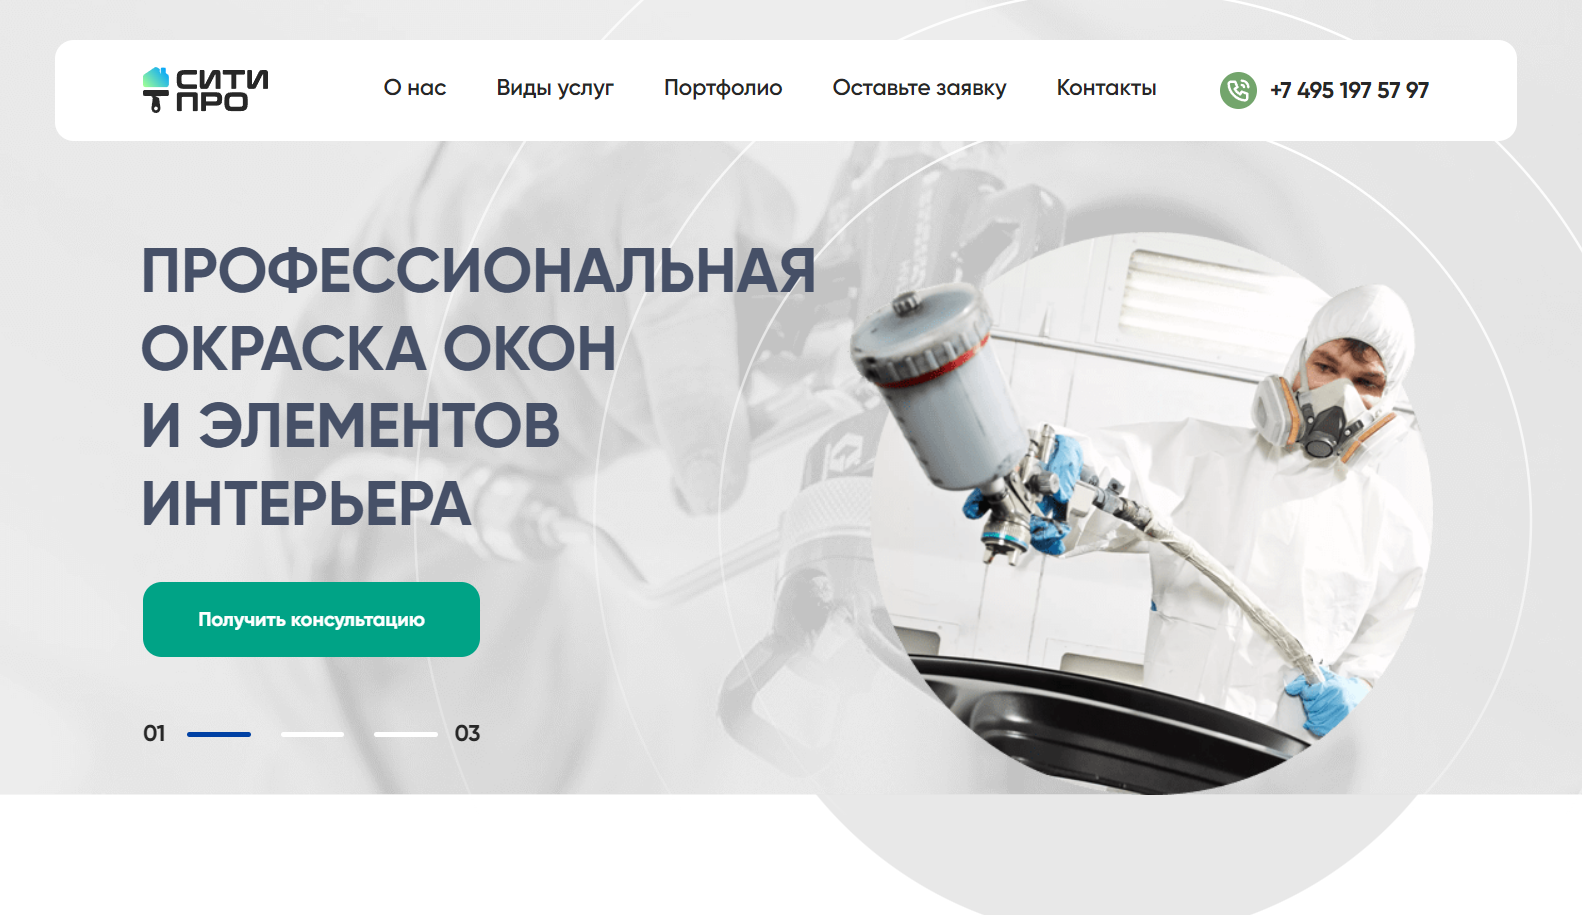 СИТИ
ПРО
О нас
Виды услуг
Портфолио
Оставьте заявку
Контакты
+7 495 197 57 97
ПРОФЕССИОНАЛЬНАЯ
ОКРАСКА ОКОН
И ЭЛЕМЕНТОВ
ИНТЕРЬЕРА
Получить консультацию
01
03